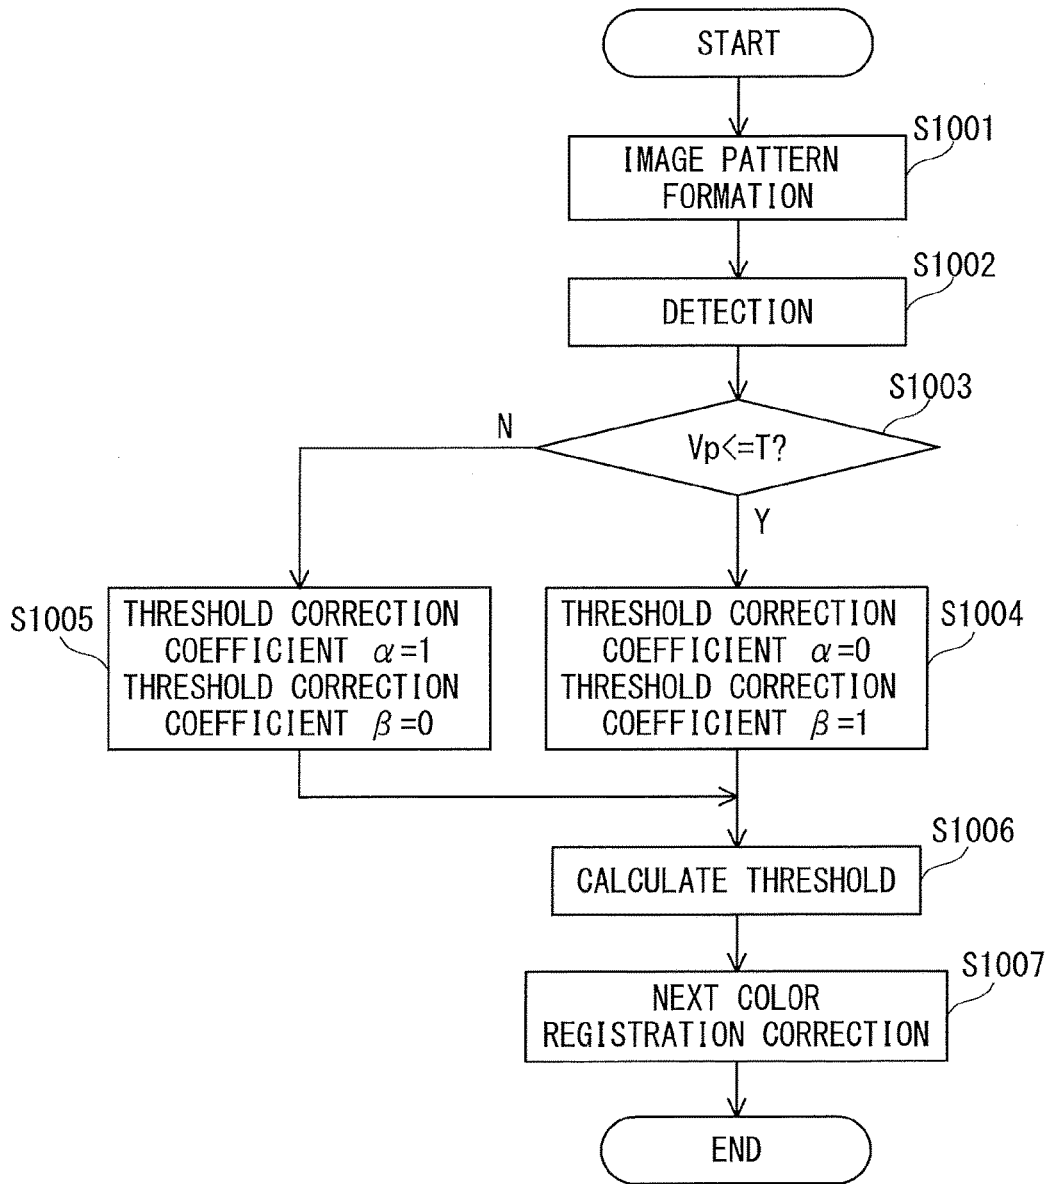 START
S1001
IMAGE PATTERN
FORMATION
S1002
DETECTION
S1003
N
Vp<=T?
Y
S1005
THRESHOLD CORRECTION
COEFFICIENT α=1
THRESHOLD CORRECTION
COEFFICIENT β=0
S1004
THRESHOLD CORRECTION
COEFFICIENT α=0
THRESHOLD CORRECTION
COEFFICIENT β=1
S1006
CALCULATE THRESHOLD
S1007
NEXT COLOR
REGISTRATION CORRECTION
END